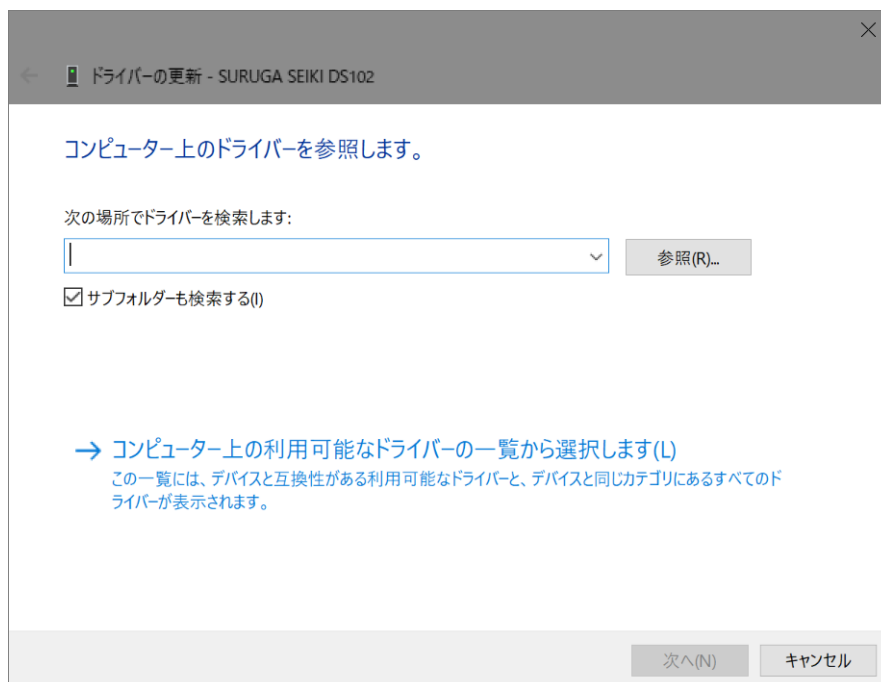 ドライバーの更新 - SURUGA SEIKI DS102
コンピューター上のドライバーを参照します。
次の場所でドライバーを検索します:
参照(R)...
サブフォルダーも検索する(I)
コンピューター上の利用可能なドライバーの一覧から選択します(L)
この一覧には、デバイスと互換性がある利用可能なドライバーと、デバイスと同じカテゴリにあるすべてのド
ライバーが表示されます。
次へ(N)
キャンセル